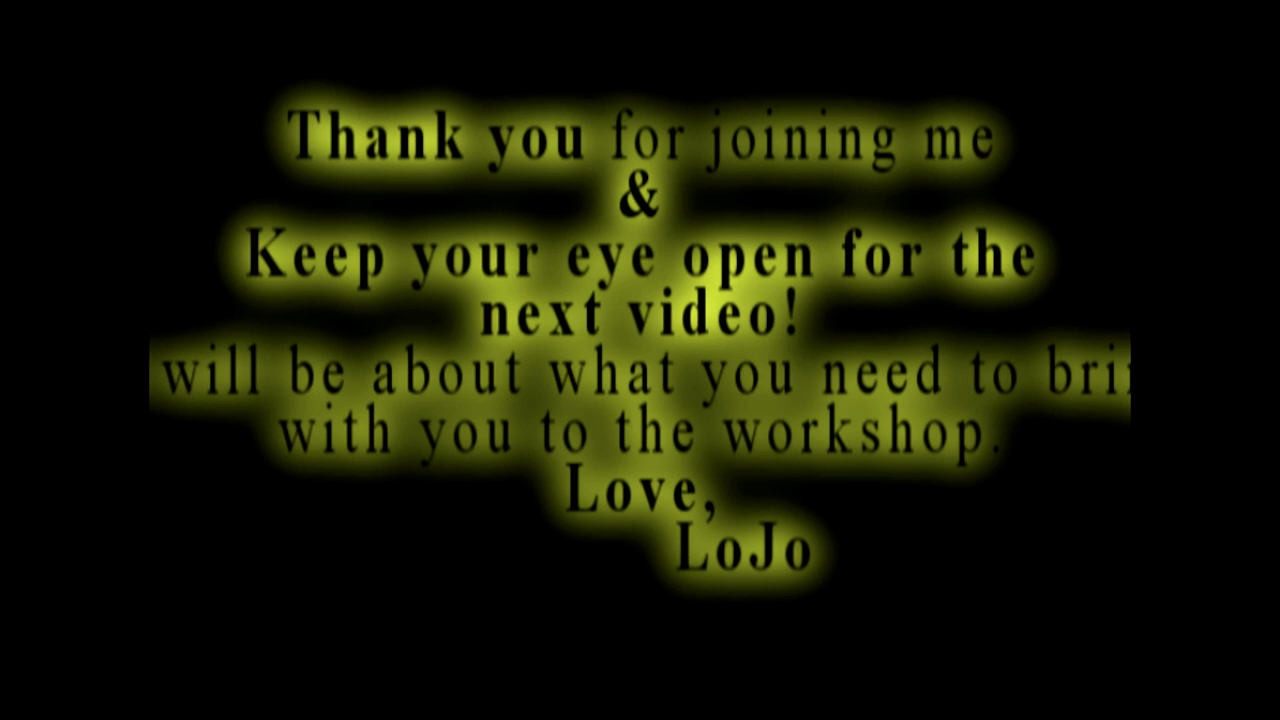 Thank you for joining me
&
Keep your eye open for the
next video!
will be about what you need to
with you to the workshop.
Love,
LoJo